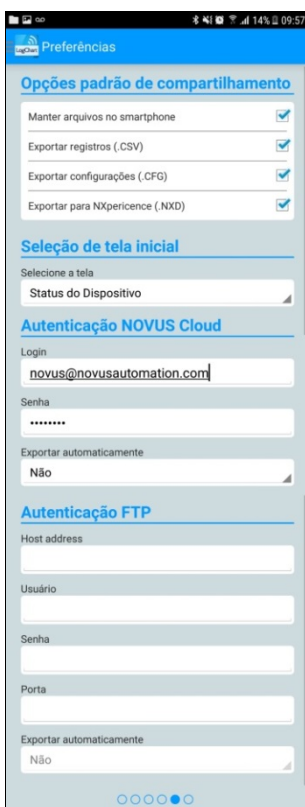 14% 09:57
LogChart
Preferências
Opções padrão de compartilhamento
Manter arquivos no smartphone
Exportar registros (.CSV)
Exportar configurações (.CFG)
Exportar para NXpericence (.NXD)
Seleção de tela inicial
Selecione a tela
Status do Dispositivo
Autenticação NOVUS Cloud
Login
novus@novusautomation.com
Senha
••••••••
Exportar automaticamente
Não
Autenticação FTP
Host address
Usuário
Senha
Porta
Exportar automaticamente
Não